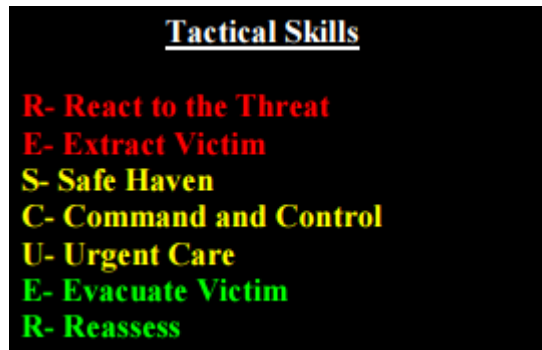 Tactical Skills
R- React to the Threat
E- Extract Victim
S- Safe Haven
C- Command and Control
U- Urgent Care
E- Evacuate Victim
R- Reassess